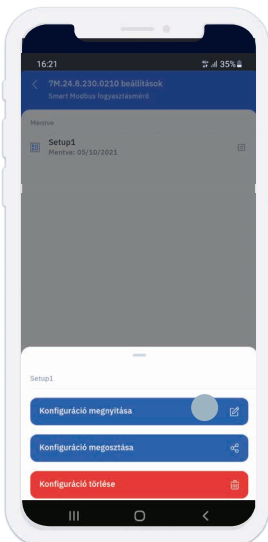 16:21
35%
7M.24.8.230.0210 beállítások
Smart Modbus fogyasztásmérő
Mentve
Setup1
Mentve: 05/10/2021
Setup1
Konfiguráció megnyitása
Konfiguráció megosztása
Konfiguráció törlése